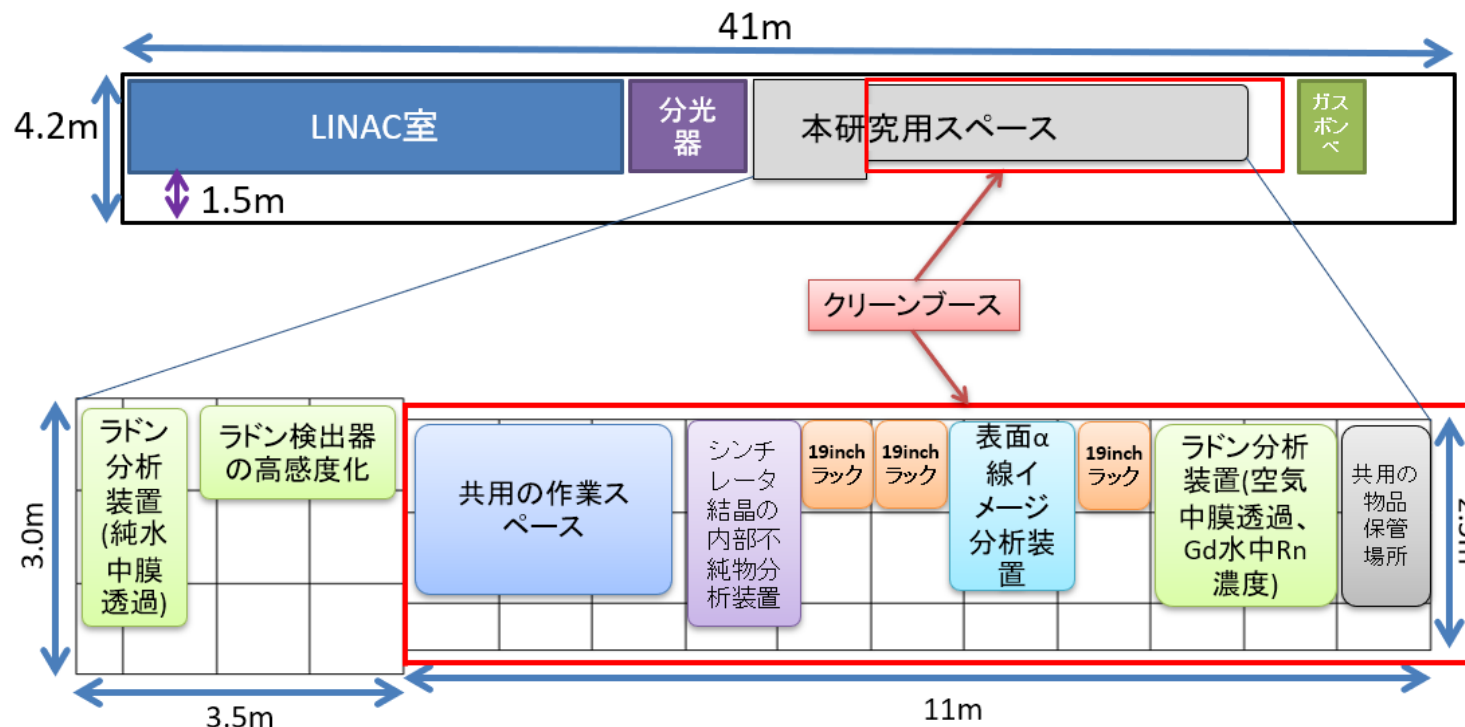 41m
4.2m
LINAC室
分光
器
本研究用スペース
ガス
ボン
ベ
1.5m
クリーンブース
3.0m
ラドン
分析
装置
(純水
中膜
透過)
ラドン検出器
の高感度化
共用の作業ス
ペース
シンチ
レータ
結晶の
内部不
純物分
析装置
19inch
ラック
19inch
ラック
表面α
線イ
メージ
分析装
置
19inch
ラック
ラドン分析
装置(空気
中膜透過、
Gd水中Rn
濃度)
共用の
物品
保管
場所
3.5m
11m